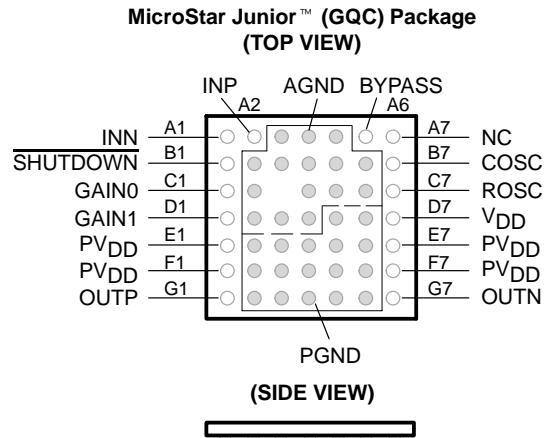 MicroStar Junior™ (GQC) Package
(TOP VIEW)
INP AGND BYPASS
A2 A6
INN A1 A7 NC
SHUTDOWN B1 B7 COSC
GAIN0 C1 C7 ROSC
GAIN1 D1 D7 VDD
PVDD E1 E7 PVDD
PVDD F1 F7 PVDD
OUTP G1 G7 OUTN
PGND
(SIDE VIEW)